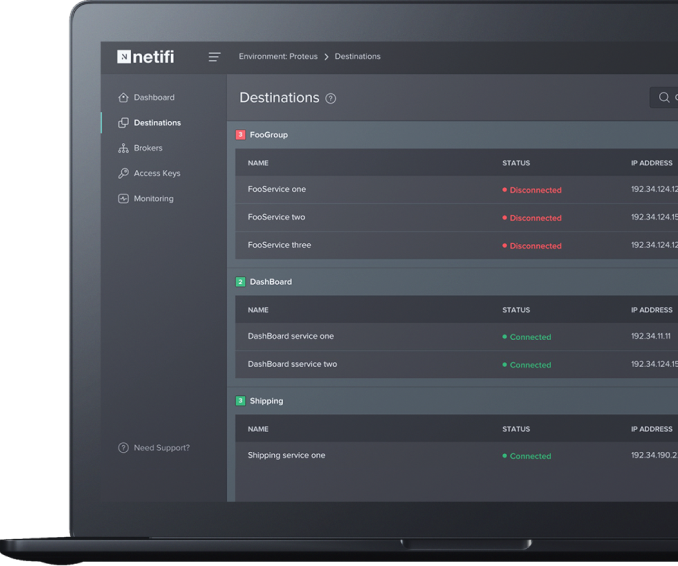 netifi
Environment: Proteus > Destinations
Dashboard
Destinations
Brokers
Access Keys
Monitoring
Need Support?
Destinations ?
3 FooGroup
NAME STATUS IP ADDRESS
FooService one Disconnected 192.34.124.12
FooService two Disconnected 192.34.124.15
FooService three Disconnected 192.34.124.12
2 DashBoard
NAME STATUS IP ADDRESS
DashBoard service one Connected 192.34.11.11
DashBoard sservice two Connected 192.34.124.15
3 Shipping
NAME STATUS IP ADDRESS
Shipping service one Connected 192.34.190.2